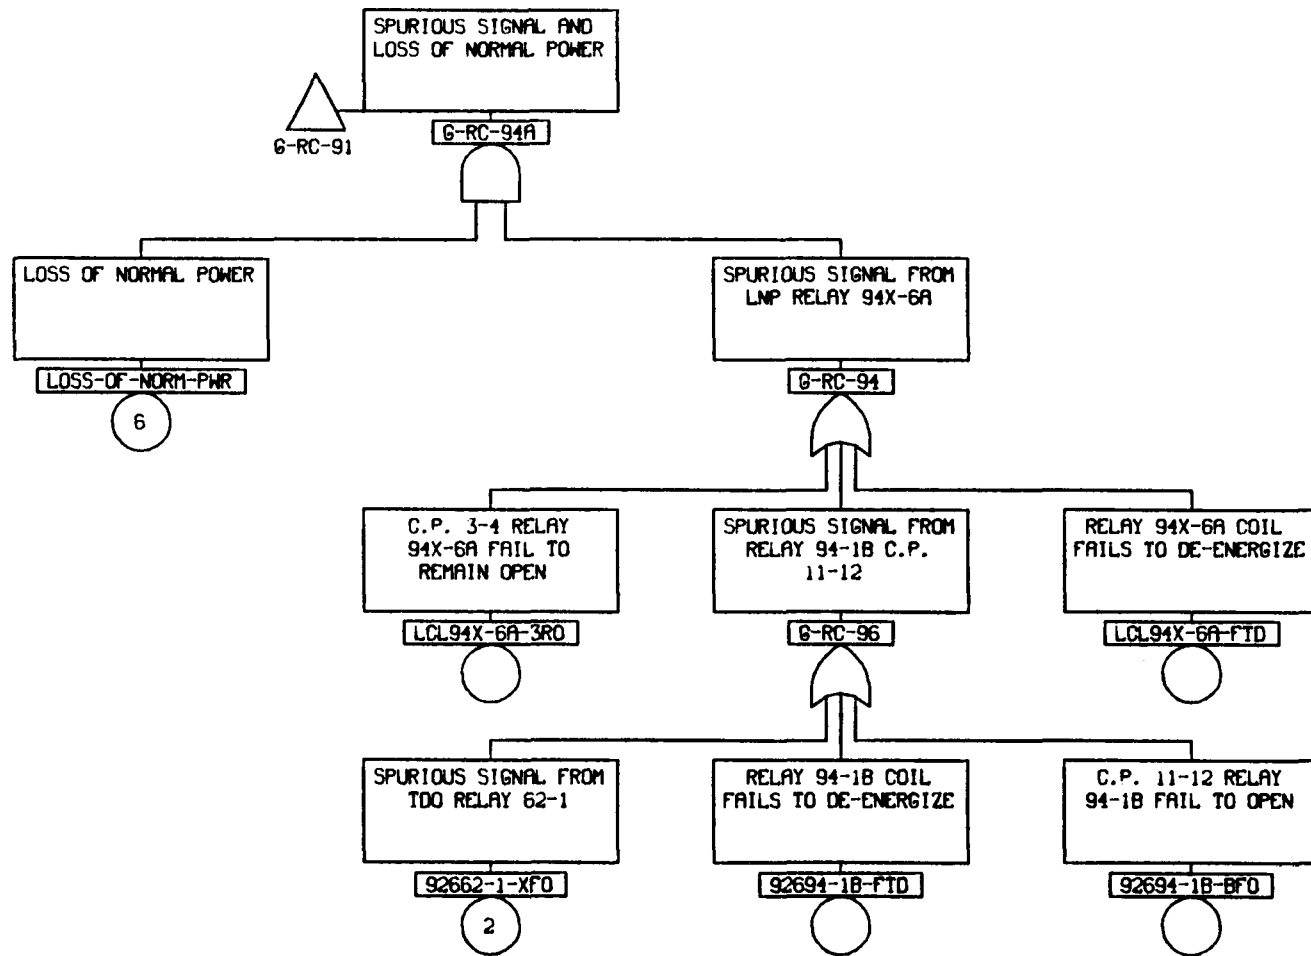 SPURIOUS SIGNAL AND
LOSS OF NORMAL POWER
G-RC-91
G-RC-94A
LOSS OF NORMAL POWER
SPURIOUS SIGNAL FROM
LNP RELAY 94X-6A
LOSS-OF-NORM-PWR
G-RC-94
6
C.P. 3-4 RELAY
94X-6A FAIL TO
REMAIN OPEN
SPURIOUS SIGNAL FROM
RELAY 94-1B C.P.
11-12
RELAY 94X-6A COIL
FAILS TO DE-ENERGIZE
LCL94X-6A-3RO
G-RC-96
LCL94X-6A-FTD
SPURIOUS SIGNAL FROM
TDO RELAY 62-1
RELAY 94-1B COIL
FAILS TO DE-ENERGIZE
C.P. 11-12 RELAY
94-1B FAIL TO OPEN
92662-1-XFO
92694-1B-FTD
92694-1B-BFO
2